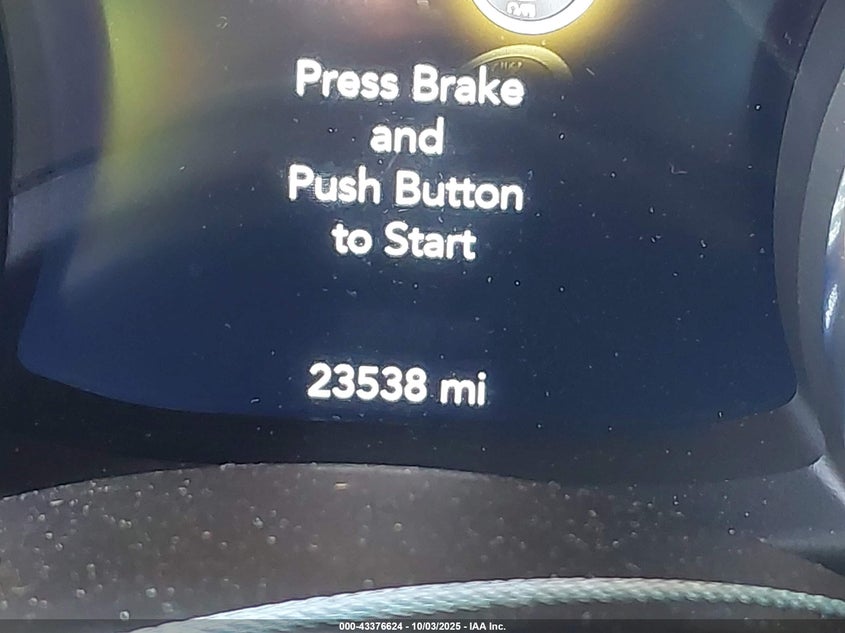 Press Brake
and
Push Button
to Start
23538 mi
000-43376624 - 10/03/2025 - IAA Inc.